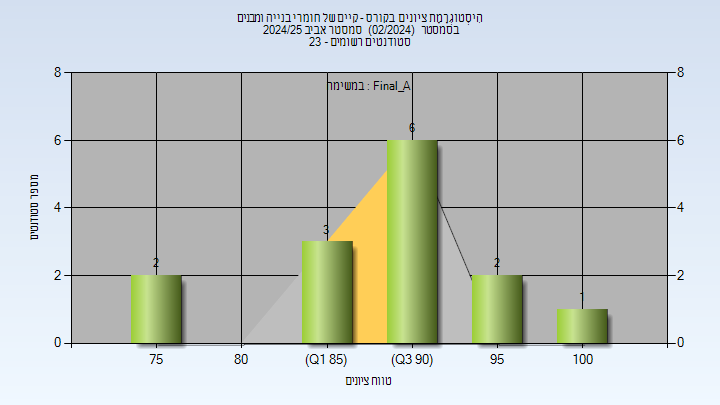 היסטוגרמת ציונים בקורס - קיים של חומרי בנייה ומבנים
בסמסטר (02/2024) סמסטר אביב 2024/25
סטודנטים רשומים - 23
במשימה : Final_A
מספר סטודנטים
8
6
4
2
0
8
6
4
2
0
2
3
6
2
1
75
80
(Q1 85)
(Q3 90)
95
100
טווח ציונים